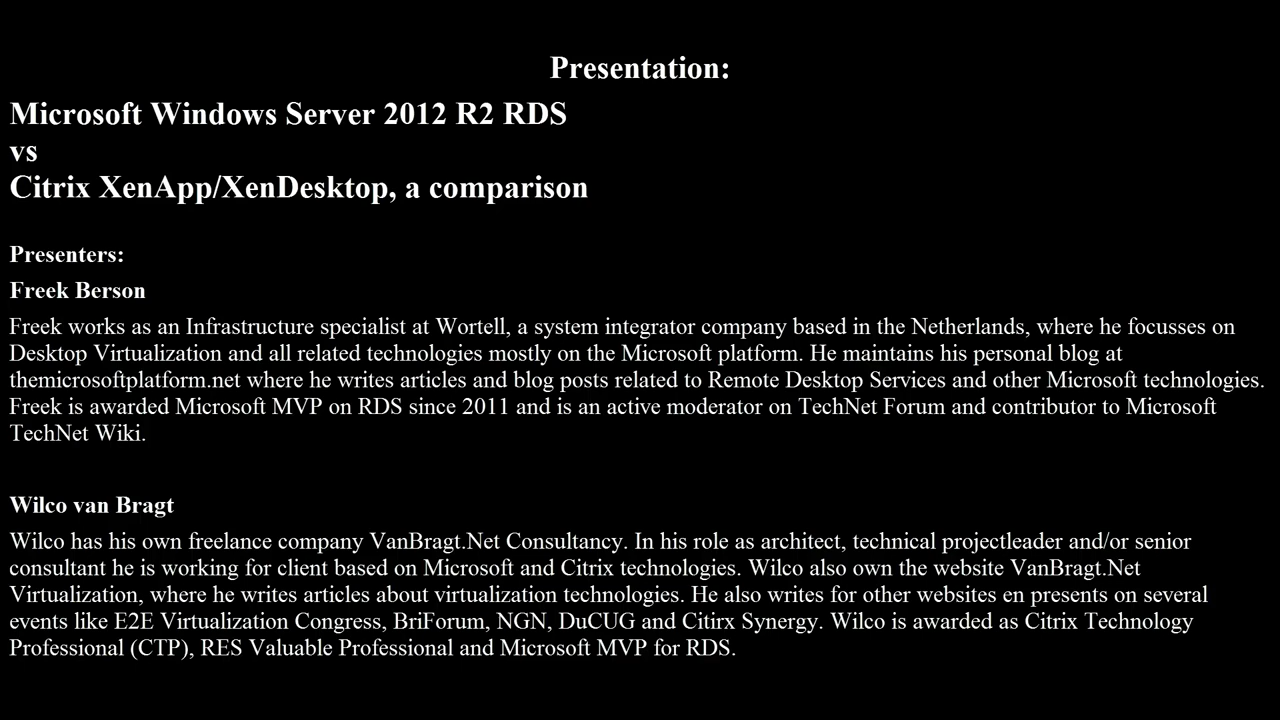 Presentation:
Microsoft Windows Server 2012 R2 RDS
vs
Citrix XenApp/XenDesktop, a comparison
Presenters:
Freek Berson
Freek works as an Infrastructure specialist at Wortell, a system integrator company based in the Netherlands, where he focusses on
Desktop Virtualization and all related technologies mostly on the Microsoft platform. He maintains his personal blog at
themicrosoftplatform.net where he writes articles and blog posts related to Remote Desktop Services and other Microsoft technologies.
Freek is awarded Microsoft MVP on RDS since 2011 and is an active moderator on TechNet Forum and contributor to Microsoft
TechNet Wiki.
Wilco van Bragt
Wilco has his own freelance company VanBragt.Net Consultancy. In his role as architect, technical projectleader and/or senior
consultant he is working for client based on Microsoft and Citrix technologies. Wilco also own the website VanBragt.Net
Virtualization, where he writes articles about virtualization technologies. He also writes for other websites en presents on several
events like E2E Virtualization Congress, BriForum, NGN, DuCUG and Citirx Synergy. Wilco is awarded as Citrix Technology
Professional (CTP), RES Valuable Professional and Microsoft MVP for RDS.